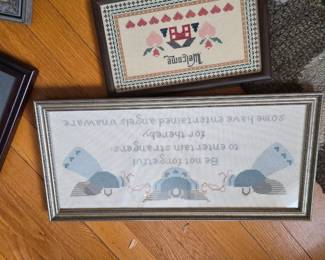 Welcome
Be not forgetful
to entertain strangers:
for thereby
some have entertained angels unaware